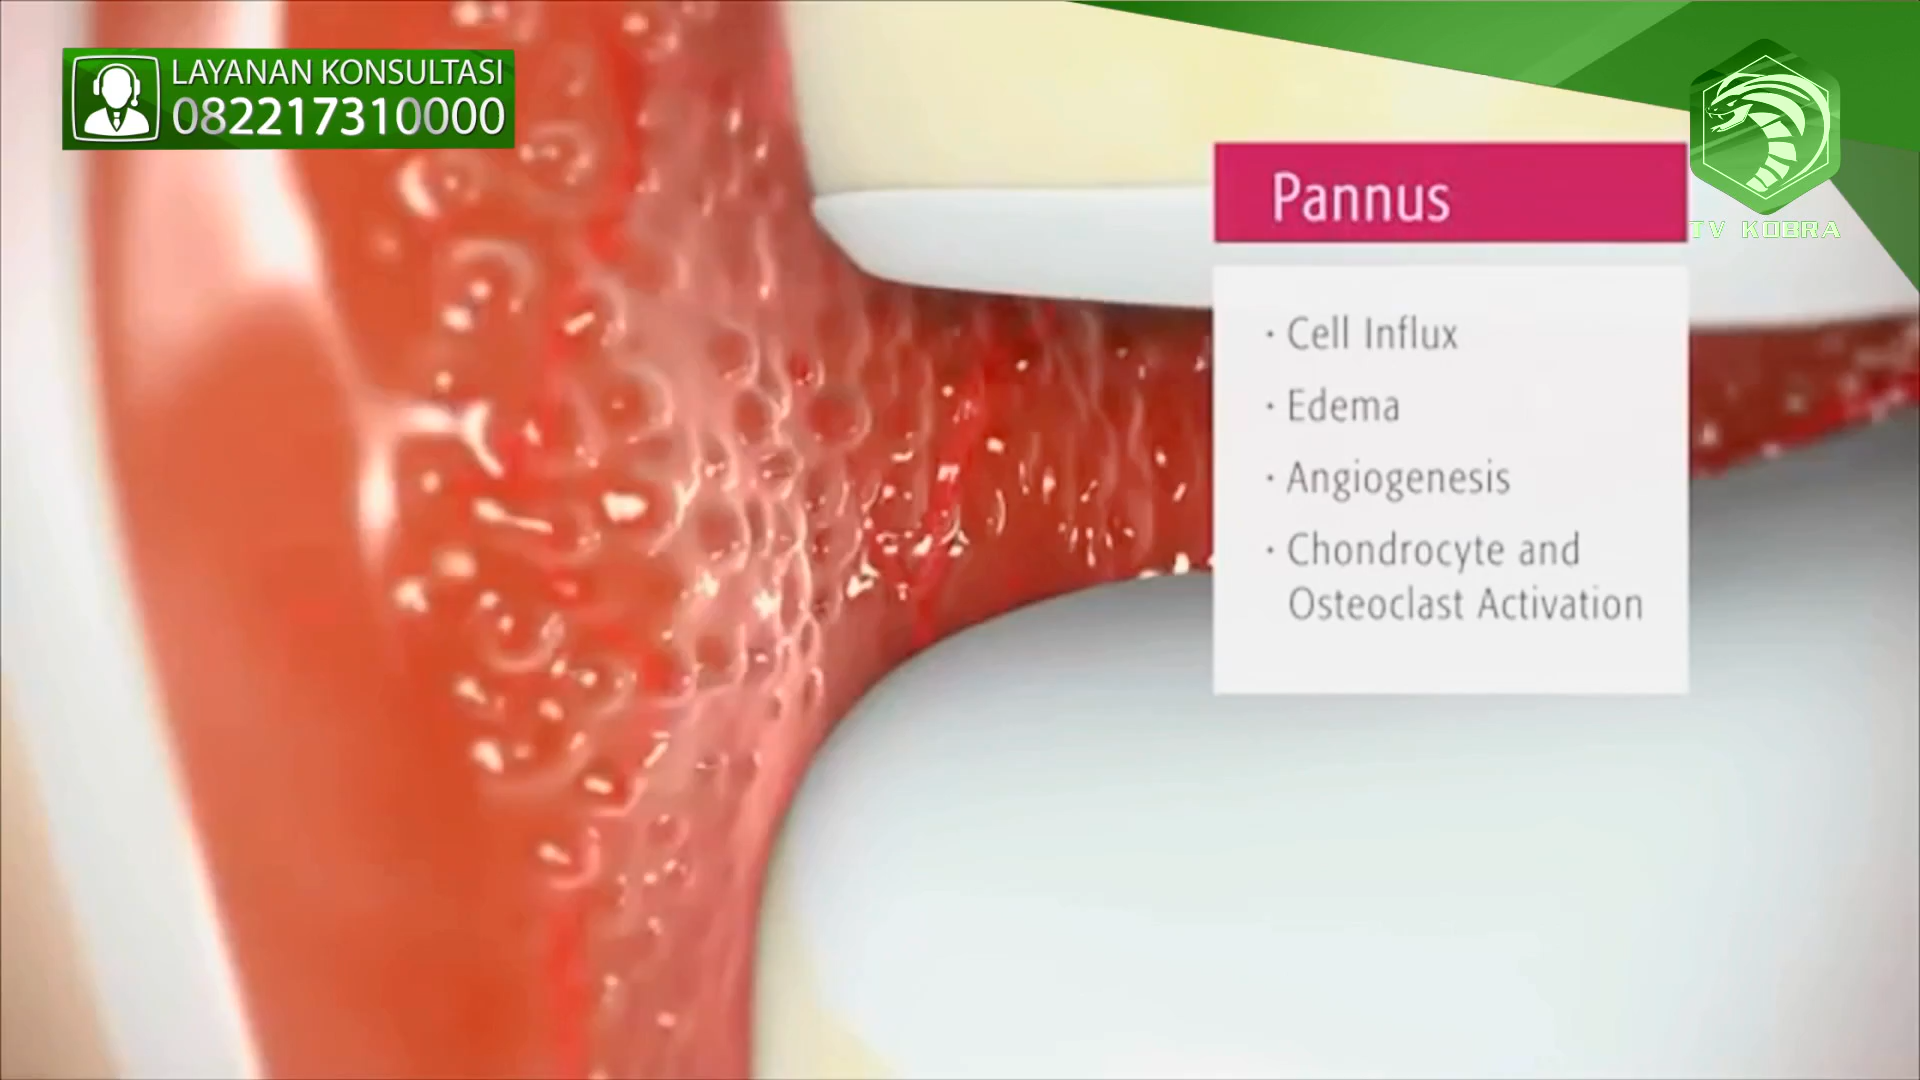 LAYANAN KONSULTASI
082217310000
TV KOBRA
Pannus
· Cell Influx
· Edema
· Angiogenesis
· Chondrocyte and
Osteoclast Activation